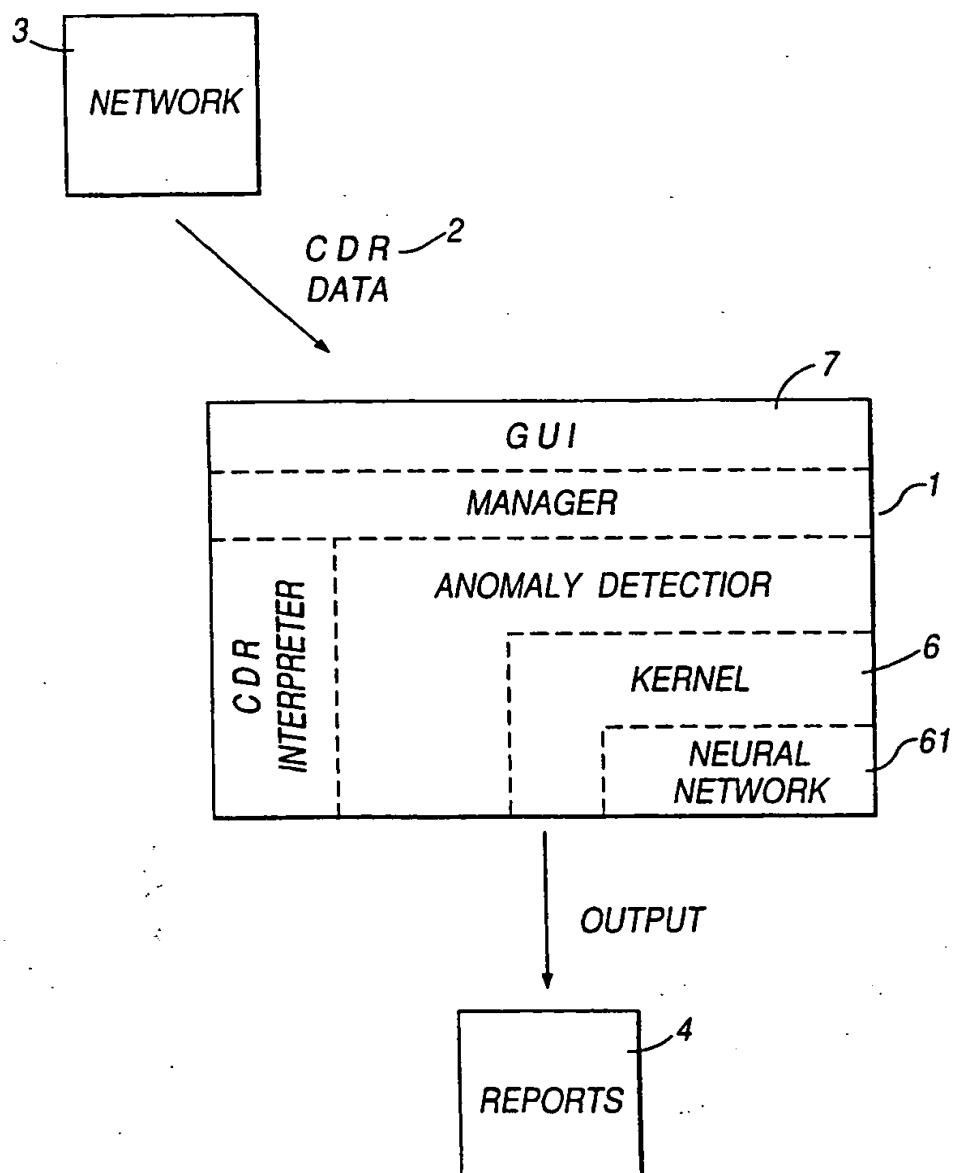 3
NETWORK
CDR 2
DATA
7
GUI
MANAGER
1
ANOMALY DETECTIOR
CDR
INTERPRETER
6
KERNEL
61
NEURAL
NETWORK
OUTPUT
4
REPORTS